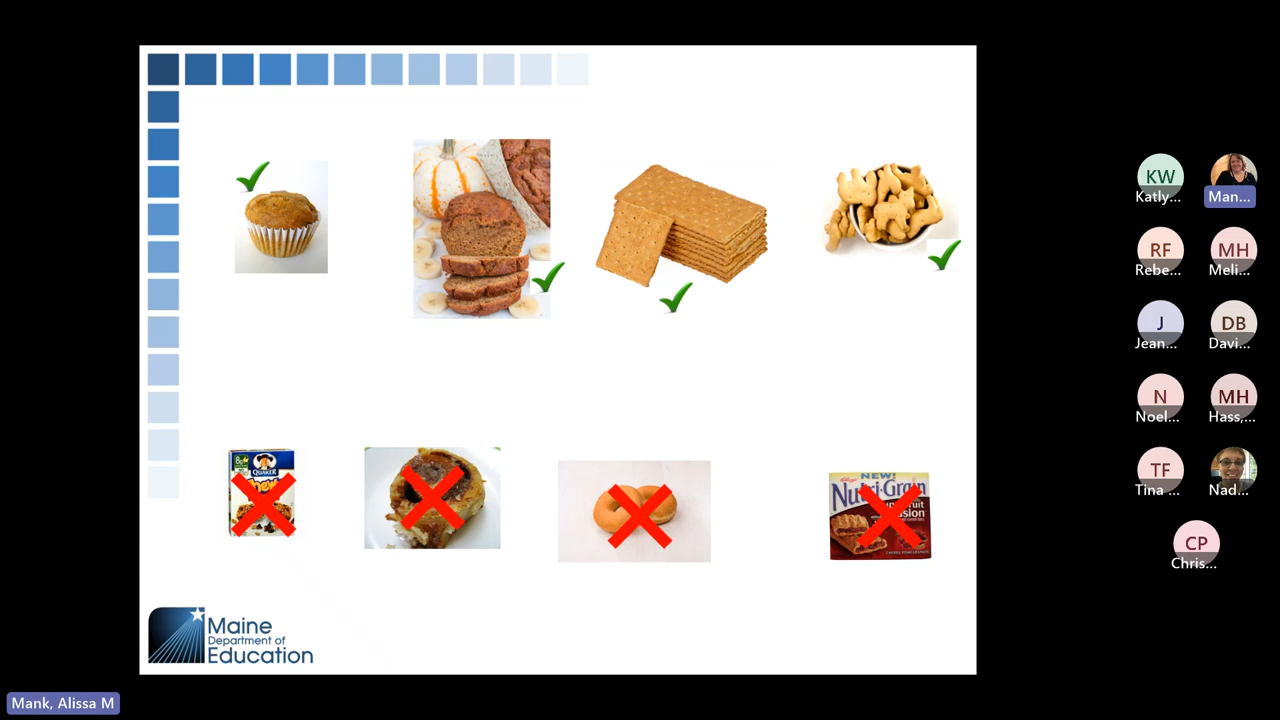 KW
Katly...
Man...
RF
Rebe...
MH
Meli...
J
Jean...
DB
Davi...
N
Noel...
MH
Hass,...
TF
Tina ...
Nad...
CP
Chris...
QUAKER
NEW!
Nutri-Grain
Maine
Department of
Education
Mank, Alissa M